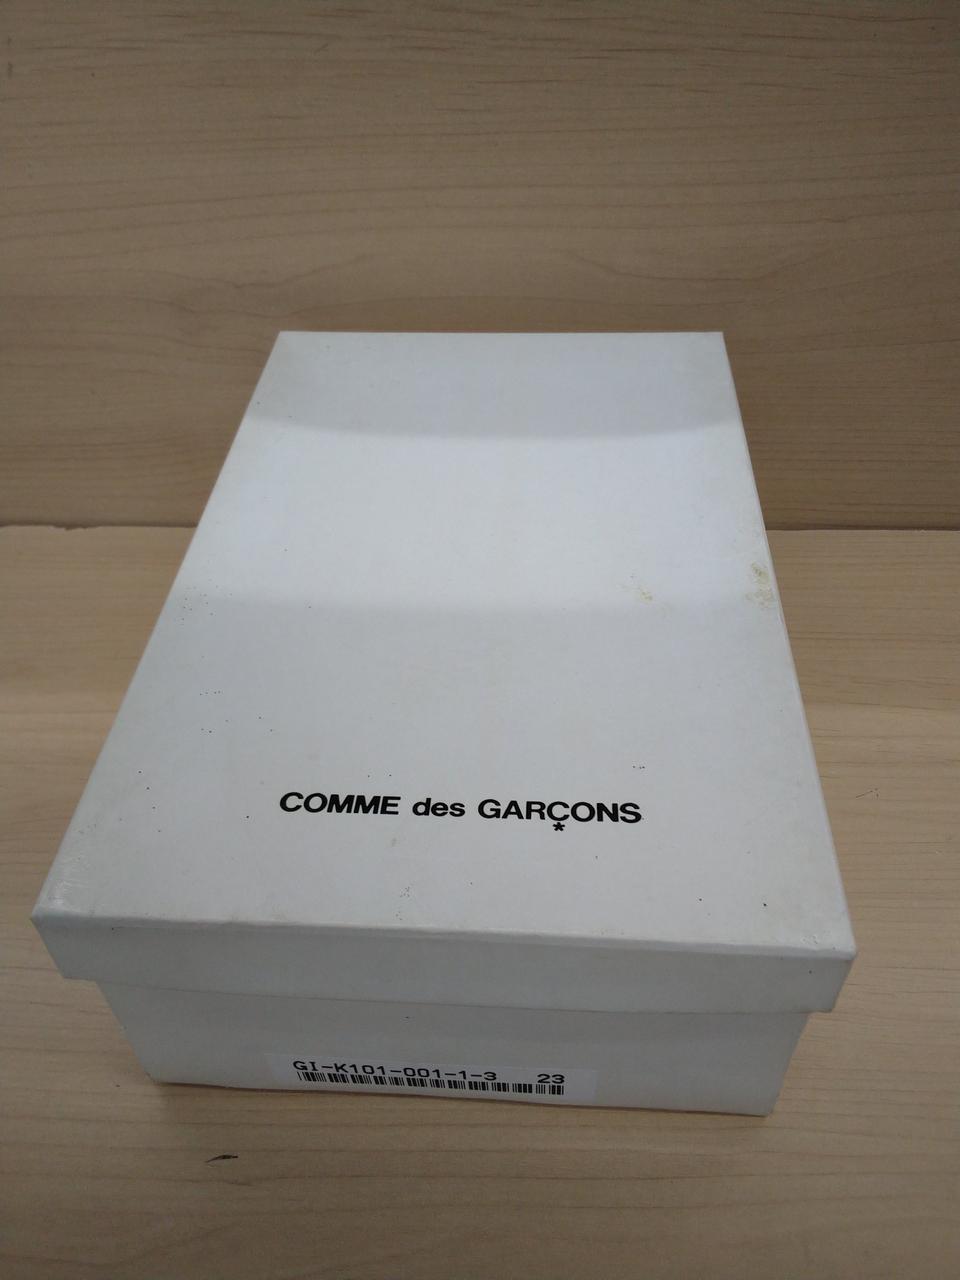 COMME des GARÇONS
*
GI-K101-001-1-3 23